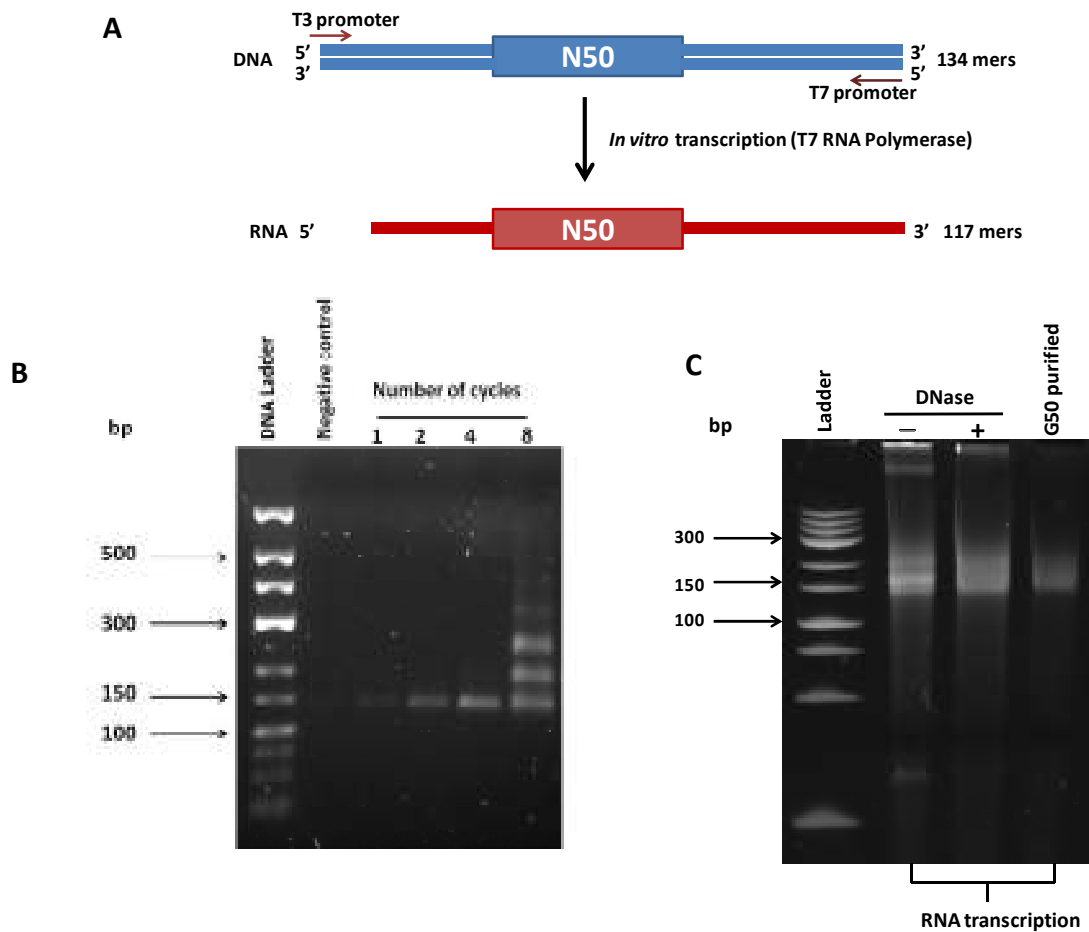 A
T3 promoter
DNA 5' N50 3' 134 mers
3' 5'
T7 promoter
In vitro transcription (T7 RNA Polymerase)
RNA 5' N50 3' 117 mers
B
bp
DNA Ladder
Negative control
Number of cycles
1 2 4 8
500
300
150
100
C
bp
Ladder
DNase
– +
G50 purified
300
150
100
RNA transcription